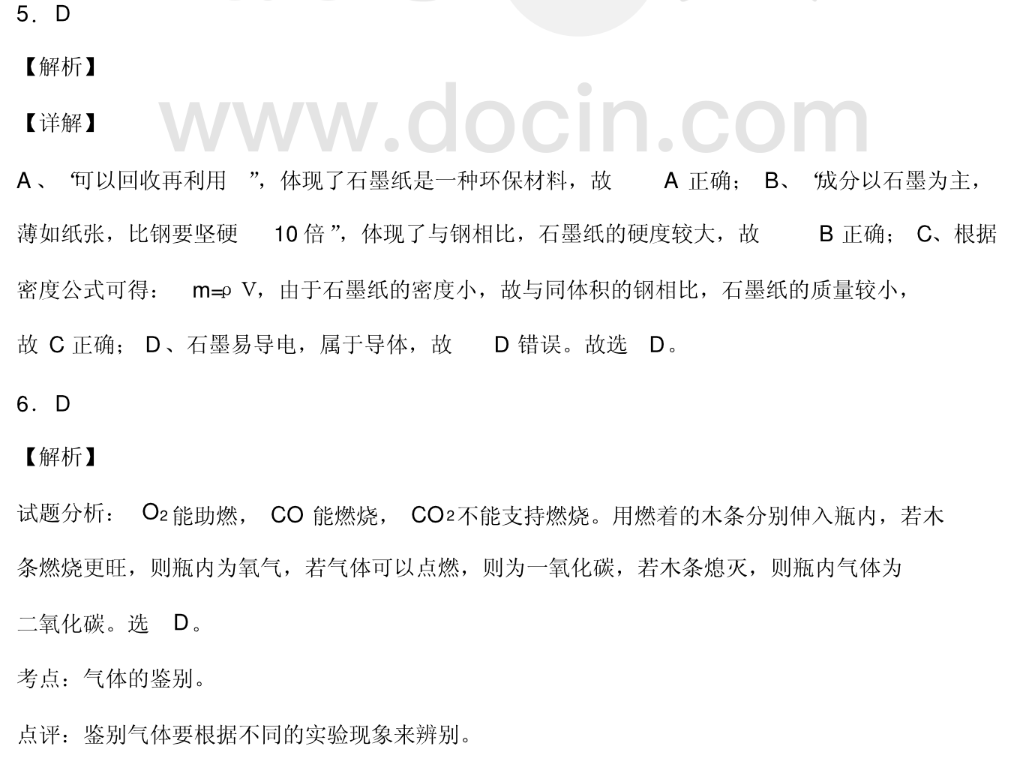 5． D
【解析】
【详解】
www.docin.com
A 、 “可以回收再利用 ”，体现了石墨纸是一种环保材料，故 A 正确； B、 “成分以石墨为主，
薄如纸张，比钢要坚硬 10 倍 ”，体现了与钢相比，石墨纸的硬度较大，故 B 正确； C、根据
密度公式可得： m=ρ V，由于石墨纸的密度小，故与同体积的钢相比，石墨纸的质量较小，
故 C 正确； D 、石墨易导电，属于导体，故 D 错误。故选 D 。
6． D
【解析】
试题分析： O2 能助燃， CO 能燃烧， CO2 不能支持燃烧。用燃着的木条分别伸入瓶内，若木
条燃烧更旺，则瓶内为氧气，若气体可以点燃，则为一氧化碳，若木条熄灭，则瓶内气体为
二氧化碳。选 D 。
考点：气体的鉴别。
点评：鉴别气体要根据不同的实验现象来辨别。